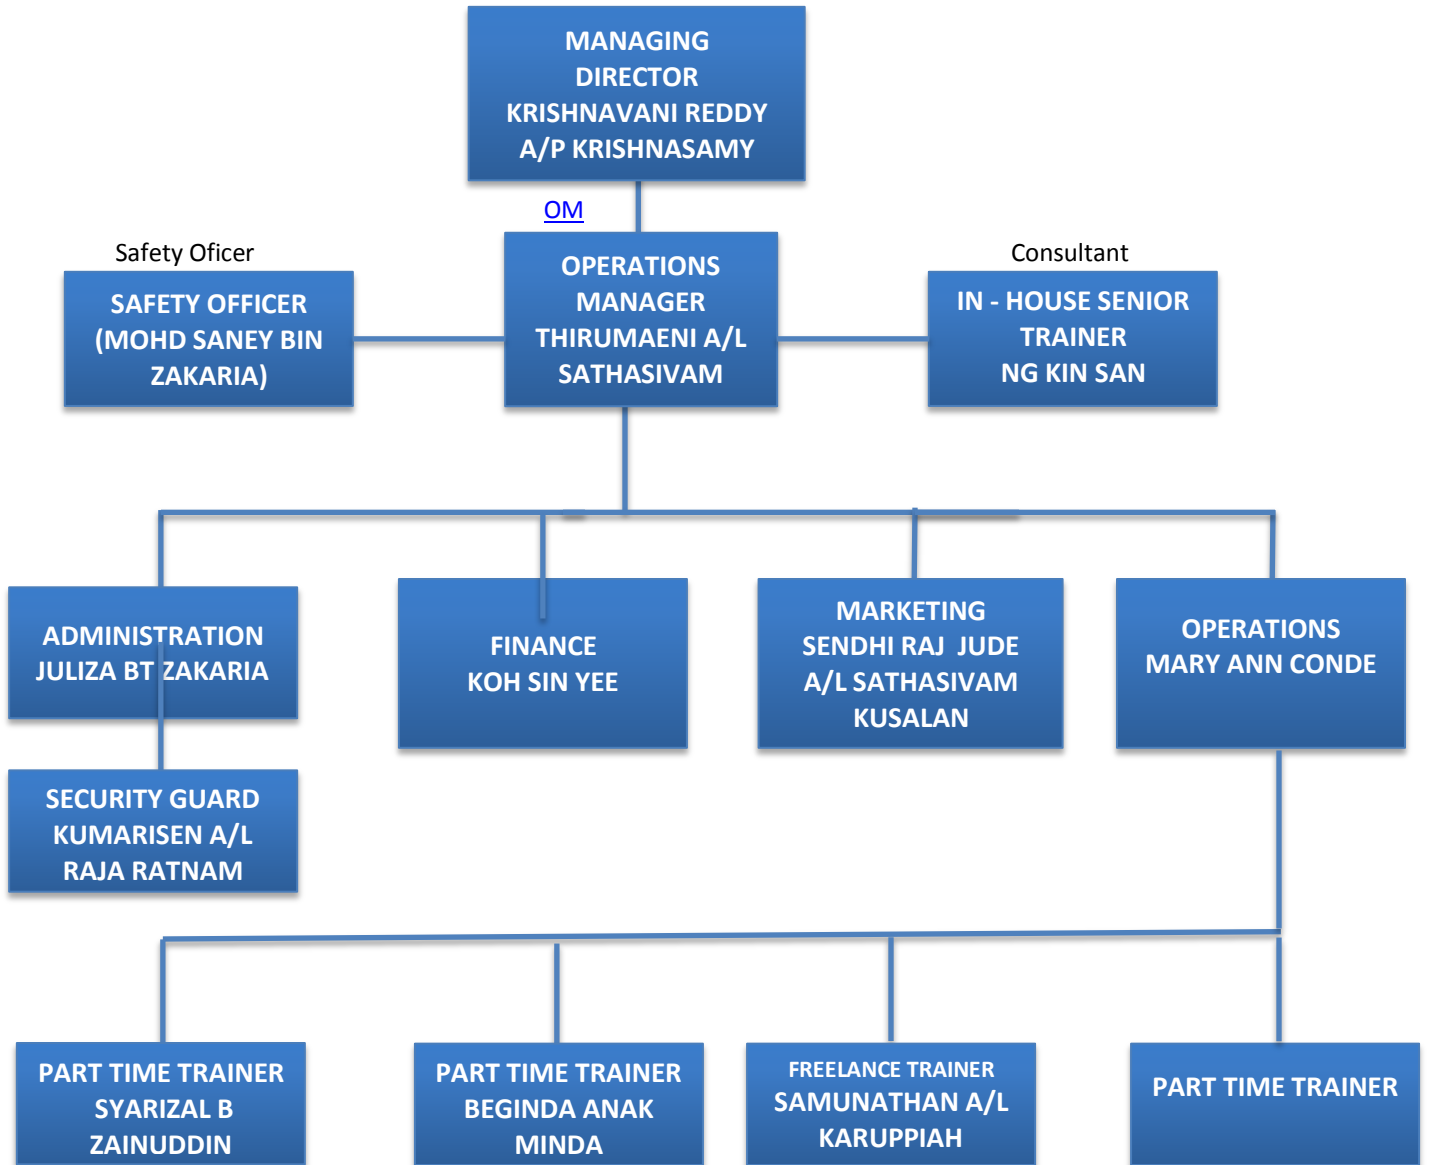 MANAGING
DIRECTOR
KRISHNAVANI REDDY
A/P KRISHNASAMY
OM
Safety Oficer
Consultant
SAFETY OFFICER
(MOHD SANEY BIN
ZAKARIA)
OPERATIONS
MANAGER
THIRUMAENI A/L
SATHASIVAM
IN - HOUSE SENIOR
TRAINER
NG KIN SAN
ADMINISTRATION
JULIZA BT ZAKARIA
FINANCE
KOH SIN YEE
MARKETING
SENDHI RAJ  JUDE
A/L SATHASIVAM
KUSALAN
OPERATIONS
MARY ANN CONDE
SECURITY GUARD
KUMARISEN A/L
RAJA RATNAM
PART TIME TRAINER
SYARIZAL B
ZAINUDDIN
PART TIME TRAINER
BEGINDA ANAK
MINDA
FREELANCE TRAINER
SAMUNATHAN A/L
KARUPPIAH
PART TIME TRAINER